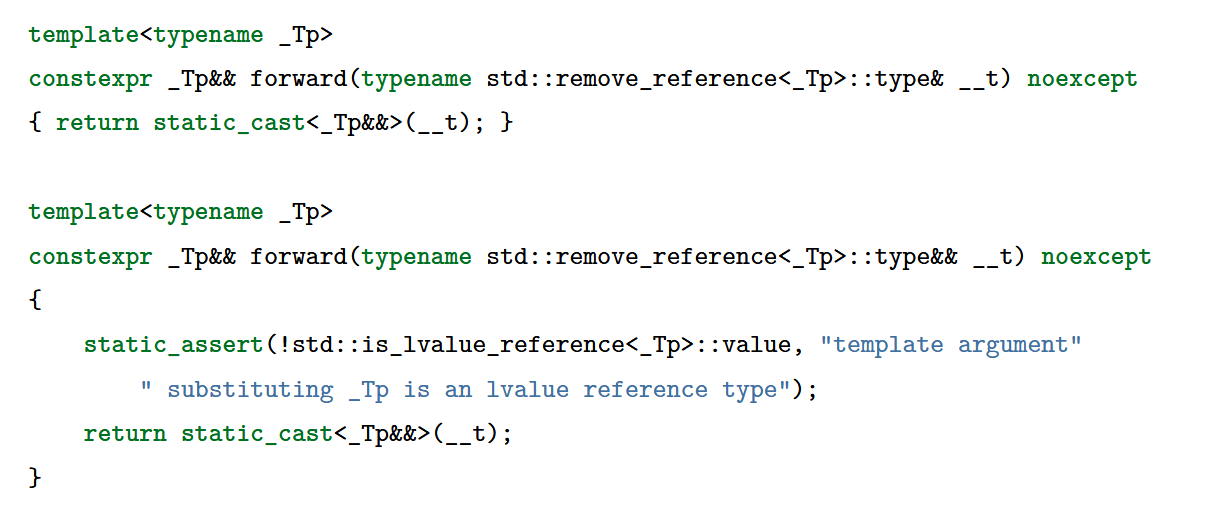 template<typename _Tp>
constexpr _Tp&& forward(typename std::remove_reference<_Tp>::type& __t) noexcept
{ return static_cast<_Tp&&>(__t); }
template<typename _Tp>
constexpr _Tp&& forward(typename std::remove_reference<_Tp>::type&& __t) noexcept
{
static_assert(!std::is_lvalue_reference<_Tp>::value, "template argument"
" substituting _Tp is an lvalue reference type");
return static_cast<_Tp&&>(__t);
}